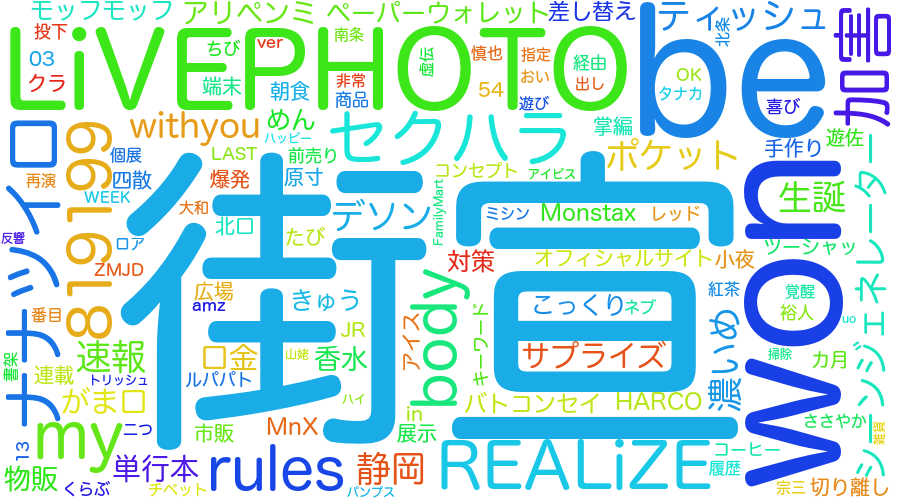 モッフモッフ
アリペンミ
ペーパーウォレット
差し替え
ティッシュ
加害
投下
ちび
ver
南条
虚伝
慎也
指定
北条
LiVEPHOTO
be
03
クラ
端末
朝食
非常
商品
54
おい
遊び
経由
出し
OK
タナカ
喜び
withyou
めん
ハッピー
セクハラ
掌編
ポケット
手作り
遊佐
ナナツイロ
819199
個展
四散
WEEK
再演
LAST
爆発
前売り
原寸
コンセプト
アイビス
生誕
街宣
won
大和
北口
たび
デソン
FamilyMart
ミシン
Monstax
レッド
ツーシャッ
反響
ロア
ZMJD
広場
amz
きゅう
対策
オフィシャルサイト
小夜
紅茶
覚醒
裕人
uo
シーンジェネレーター
番目
書架
速報
口金
山姥
JR
香水
アイス
body
キーワード
こっくり
ネブ
サプライズ
濃いめ
掃除
カ月
連載
トリッシュ
ルパパト
ハイ
がま口
in
バトコンセイ
HARCO
ささやか
雑貨
13
my
二つ
市販
MnX
展示
REALiZE
コーヒー
履歴
物販
くらぶ
単行本
チベット
rules
パンプス
静岡
宗三
切り離し